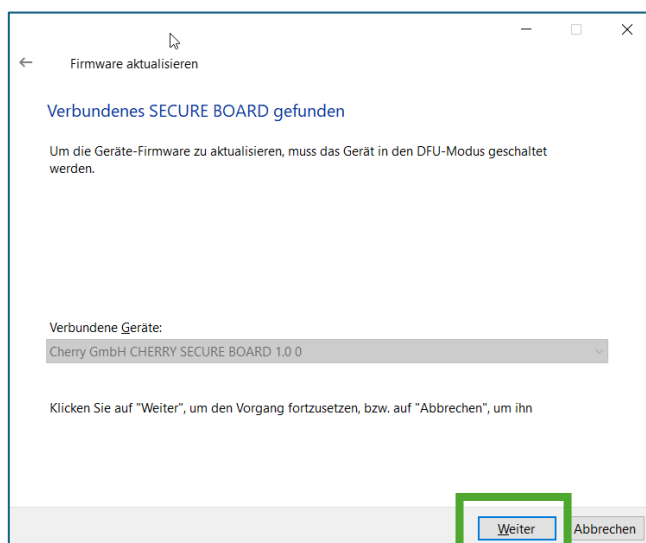 Firmware aktualisieren
Verbundenes SECURE BOARD gefunden
Um die Geräte-Firmware zu aktualisieren, muss das Gerät in den DFU-Modus geschaltet
werden.
Verbundene Geräte:
Cherry GmbH CHERRY SECURE BOARD 1.0 0
Klicken Sie auf "Weiter", um den Vorgang fortzusetzen, bzw. auf "Abbrechen", um ihn
Weiter Abbrechen